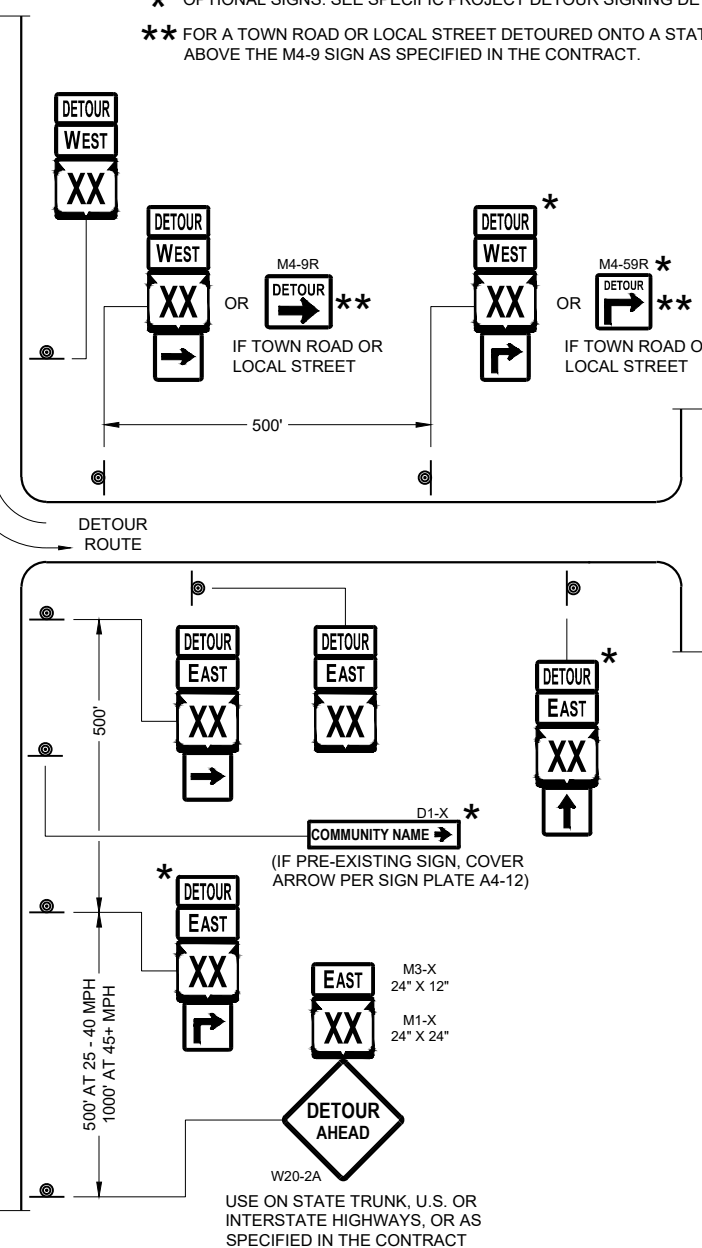 * OPTIONAL SIGNS. SEE SPECIFIC PROJECT DETOUR SIGNING
** FOR A TOWN ROAD OR LOCAL STREET DETOURED ONTO A
ABOVE THE M4-9 SIGN AS SPECIFIED IN THE CONTRACT.
DETOUR
WEST
XX
DETOUR
WEST
XX
OR
M4-9R
DETOUR
**
IF TOWN ROAD OR
LOCAL STREET
DETOUR *
WEST
XX
OR
M4-59R *
DETOUR
**
IF TOWN ROAD
LOCAL STREET
500'
DETOUR
ROUTE
DETOUR
EAST
XX
DETOUR
EAST
XX
DETOUR *
EAST
XX
500'
D1-X *
COMMUNITY NAME
(IF PRE-EXISTING SIGN, COVER
ARROW PER SIGN PLATE A4-12)
* DETOUR
EAST
XX
500' AT 25 - 40 MPH
1000' AT 45+ MPH
EAST
M3-X
24" X 12"
XX
M1-X
24" X 24"
DETOUR
AHEAD
W20-2A
USE ON STATE TRUNK, U.S. OR
INTERSTATE HIGHWAYS, OR AS
SPECIFIED IN THE CONTRACT